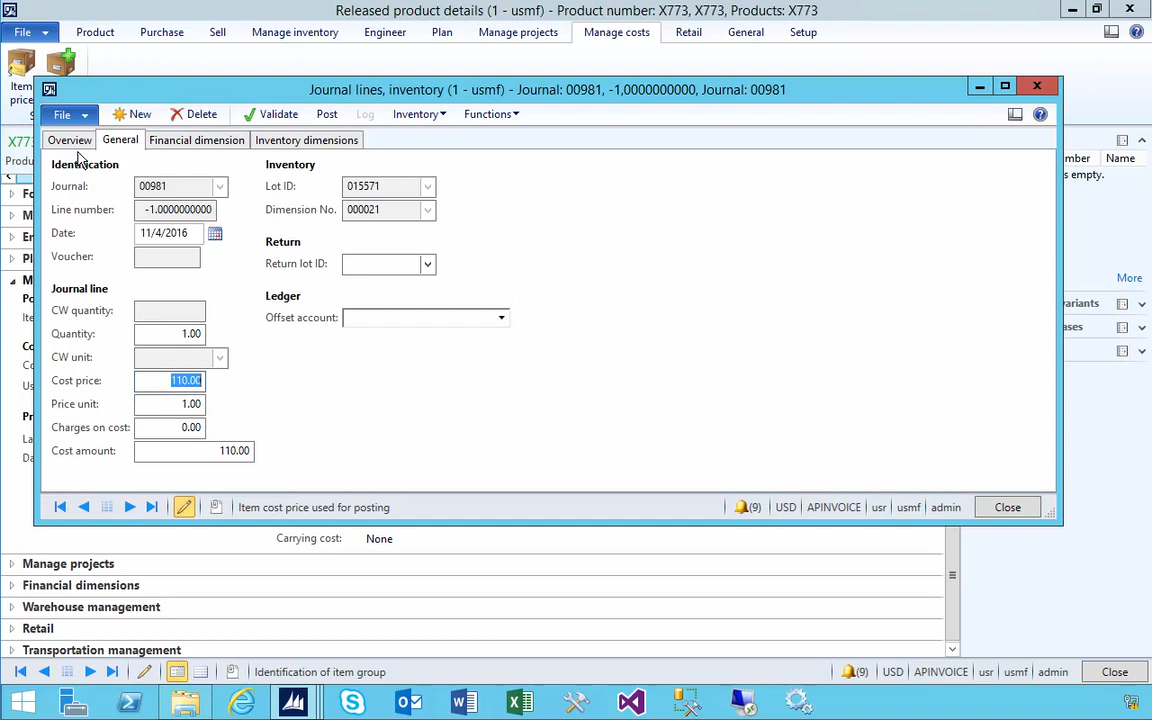 Released product details (1 - usmf) - Product number: X773, X773, Products: X773
File Product Purchase Sell Manage inventory Engineer Plan Manage projects Manage costs Retail General Setup
Item
price
Journal lines, inventory (1 - usmf) - Journal: 00981, -1,0000000000, Journal: 00981
File New Delete Validate Post Log Inventory Functions
Overview General Financial dimension Inventory dimensions
Identification
Journal: 00981
Line number: -1.0000000000
Date: 11/4/2016
Voucher:
Journal line
CW quantity:
Quantity: 1.00
CW unit:
Cost price: 110.00
Price unit: 1.00
Charges on cost: 0.00
Cost amount: 110.00
Inventory
Lot ID: 015571
Dimension No. 000021
Return
Return lot ID:
Ledger
Offset account:
Item cost price used for posting (9) USD APINVOICE usr usmf admin Close
X773
Produ
Name
s empty.
More
Carrying cost: None
Manage projects
Financial dimensions
Warehouse management
Retail
Transportation management
Identification of item group (9) USD APINVOICE usr usmf admin Close